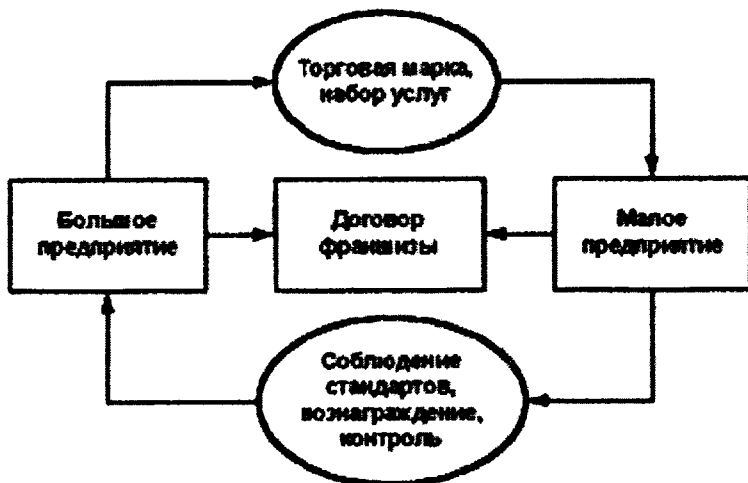 Торговая марка,
набор услуг
Большое
предприятие
Договор
франшизы
Малое
предприятие
Соблюдение
стандартов,
вознаграждение,
контроль